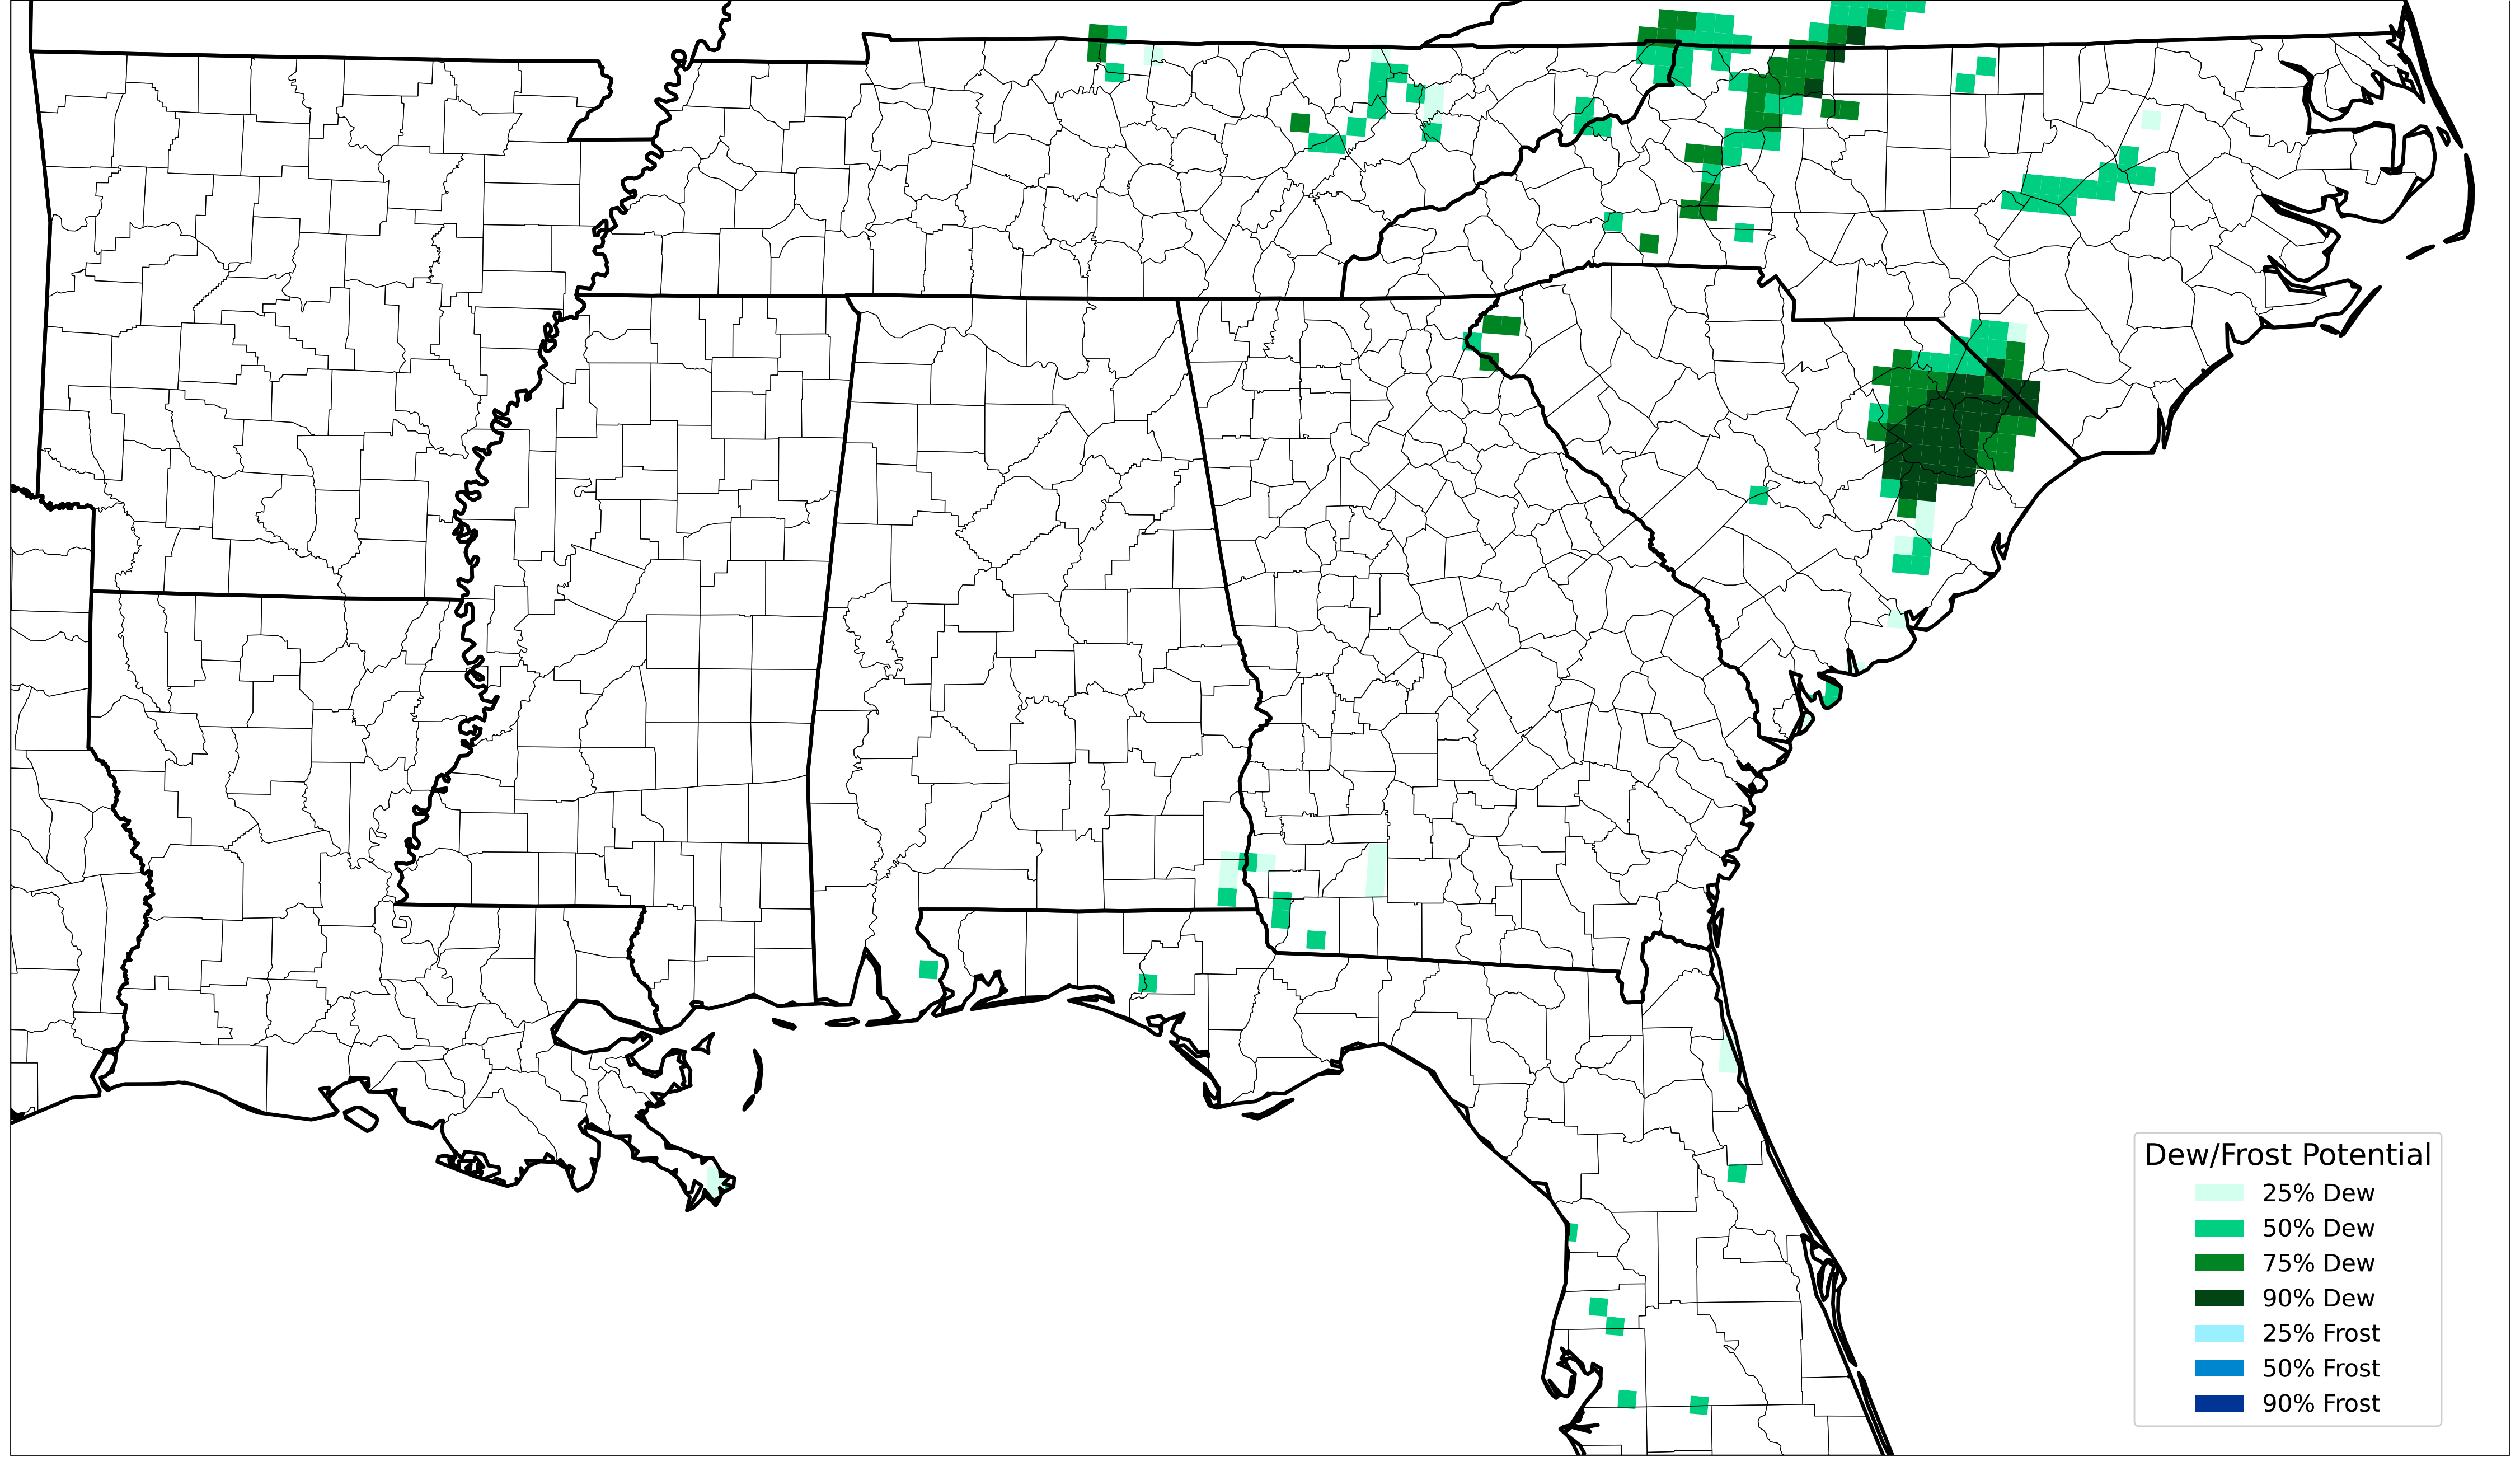 Dew/Frost Potential
25% Dew
50% Dew
75% Dew
90% Dew
25% Frost
50% Frost
90% Frost